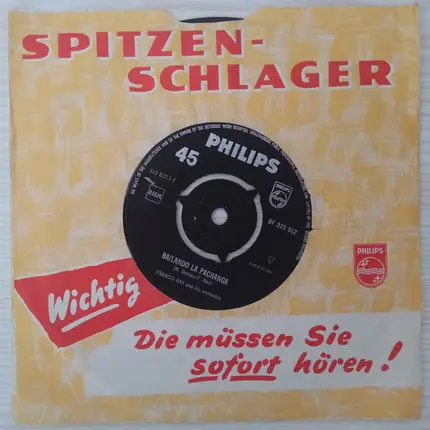 SPITZEN-
SCHLAGER
45
PHILIPS
BF 319 012
BAILANDO LA PACHANGA
FRANCIS BAY and his orchestra
PHILIPS
Wichtig
Die müssen Sie
sofort hören!